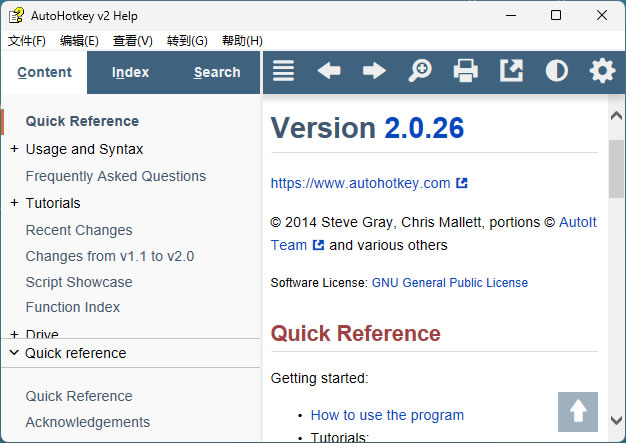 AutoHotkey v2 Help
文件(F) 编辑(E) 查看(V) 转到(G) 帮助(H)
Content Index Search
Quick Reference
+ Usage and Syntax
Frequently Asked Questions
+ Tutorials
Recent Changes
Changes from v1.1 to v2.0
Script Showcase
Function Index
+ Drive
Quick reference
Quick Reference
Acknowledgements
Version 2.0.26
https://www.autohotkey.com
© 2014 Steve Gray, Chris Mallett, portions © AutoIt
Team and various others
Software License: GNU General Public License
Quick Reference
Getting started:
• How to use the program
• Tutorials: